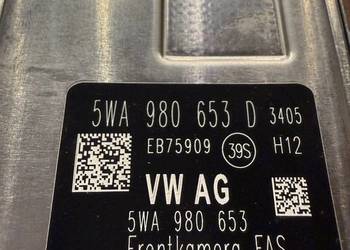 5WA 980 653 D 3405
EB75909 39S H12
VW AG
5WA 980 653
Frontkamera FAS